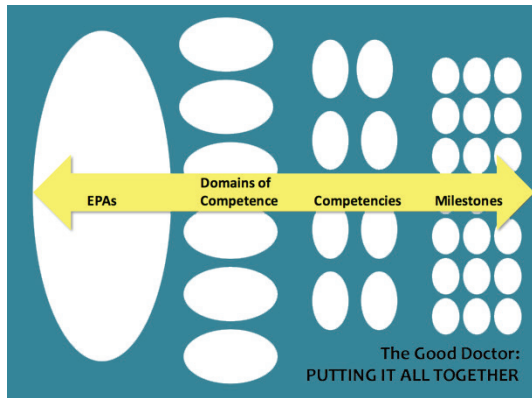 EPAs
Domains of
Competence
Competencies
Milestones
The Good Doctor:
PUTTING IT ALL TOGETHER